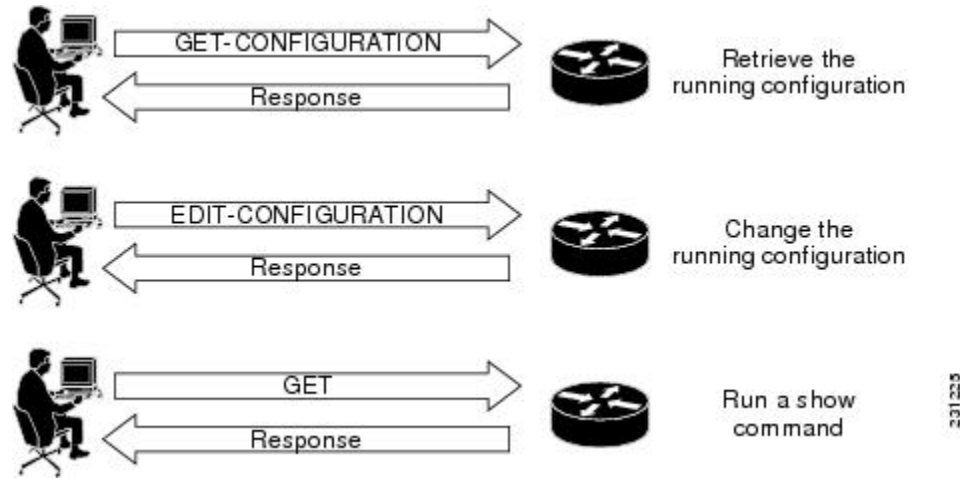 GET-CONFIGURATION
Response
Retrieve the
running configuration
EDIT-CONFIGURATION
Response
Change the
running configuration
GET
Response
Run a show
command
231225